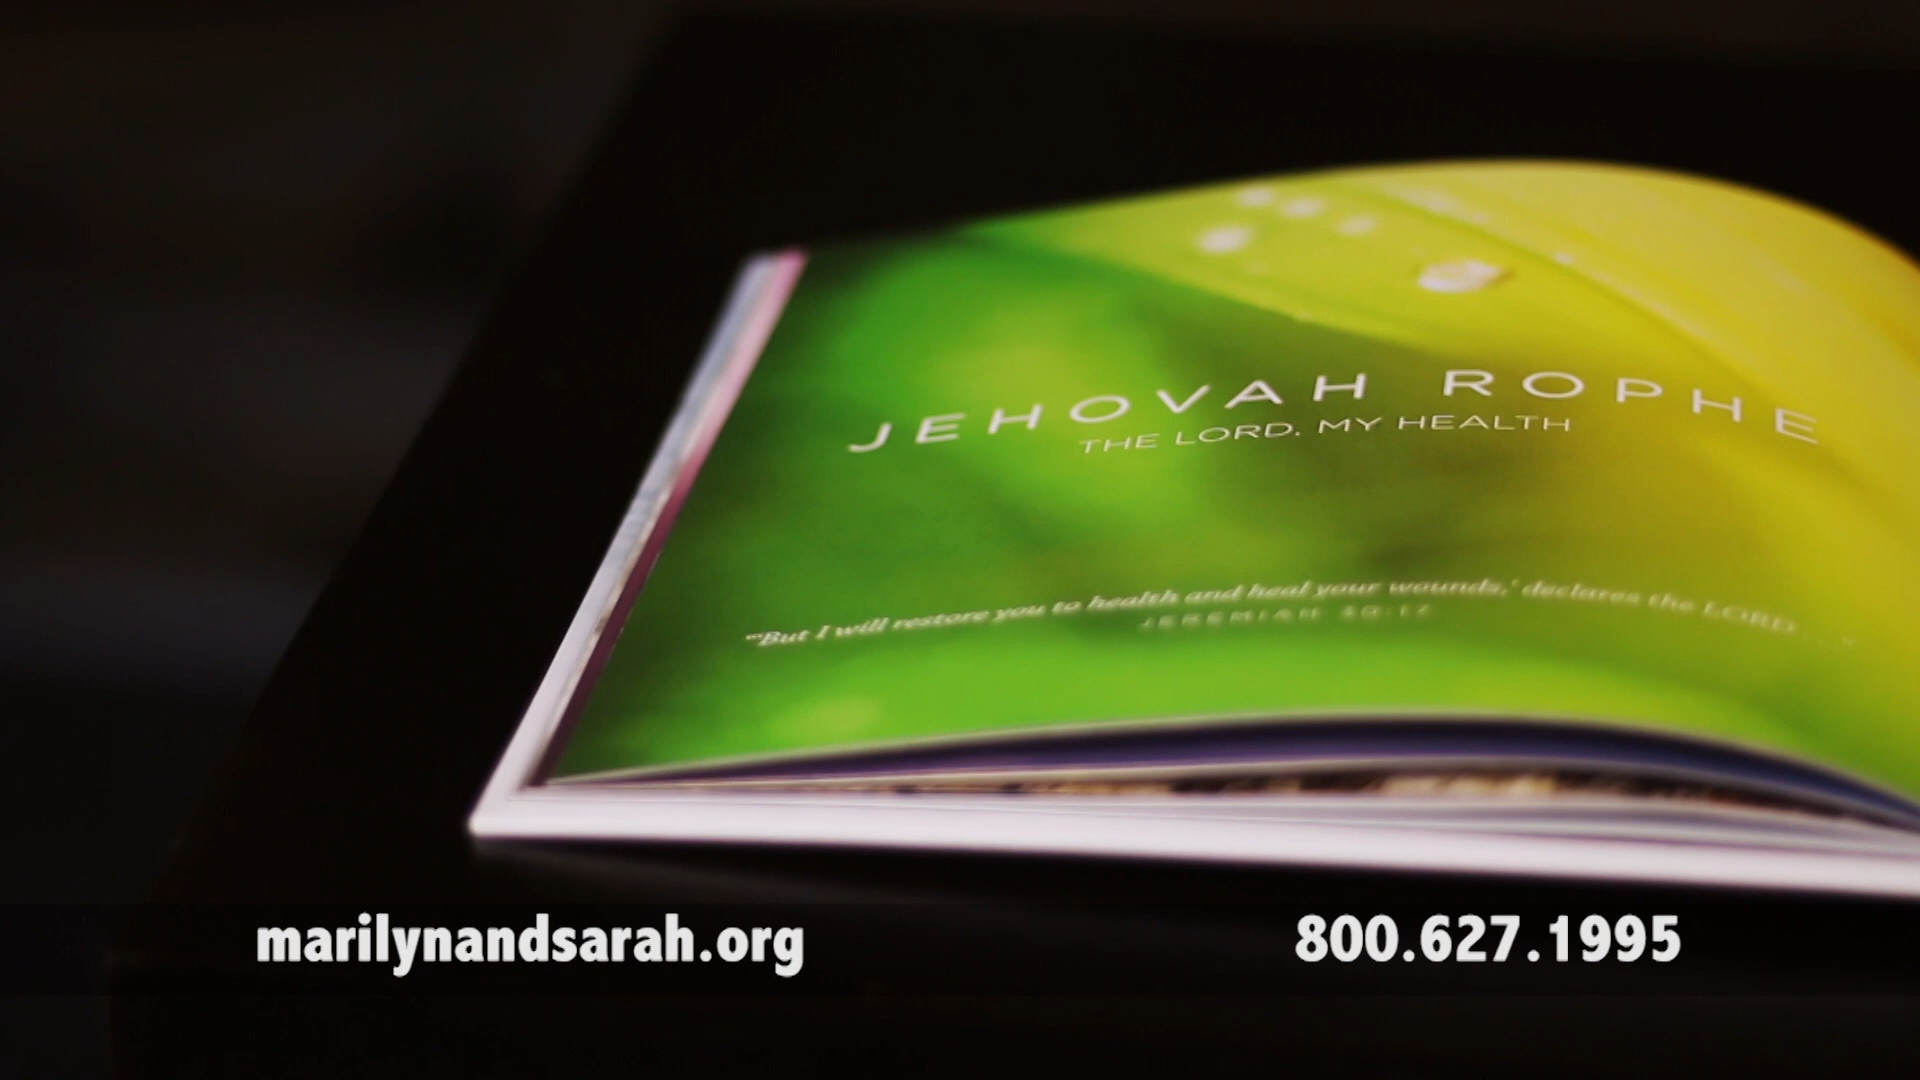 JEHOVAH ROPHE
THE LORD, MY HEALTH
"'But I will restore you to health and heal your wounds,' declares the LORD . . ."
JEREMIAH 30:17
marilynandsarah.org
800.627.1995